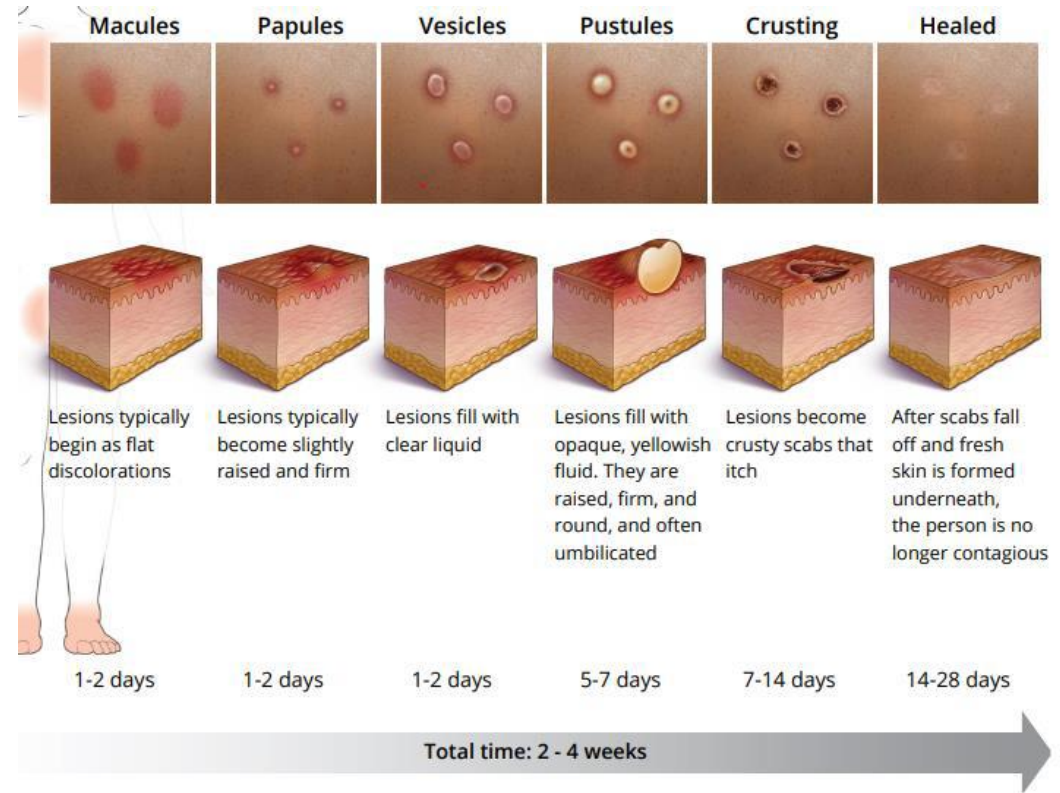 Macules
Papules
Vesicles
Pustules
Crusting
Healed
Lesions typically
begin as flat
discolorations
Lesions typically
become slightly
raised and firm
Lesions fill with
clear liquid
Lesions fill with
opaque, yellowish
fluid. They are
raised, firm, and
round, and often
umbilicated
Lesions become
crusty scabs that
itch
After scabs fall
off and fresh
skin is formed
underneath,
the person is no
longer contagious
1-2 days
1-2 days
1-2 days
5-7 days
7-14 days
14-28 days
Total time: 2 - 4 weeks